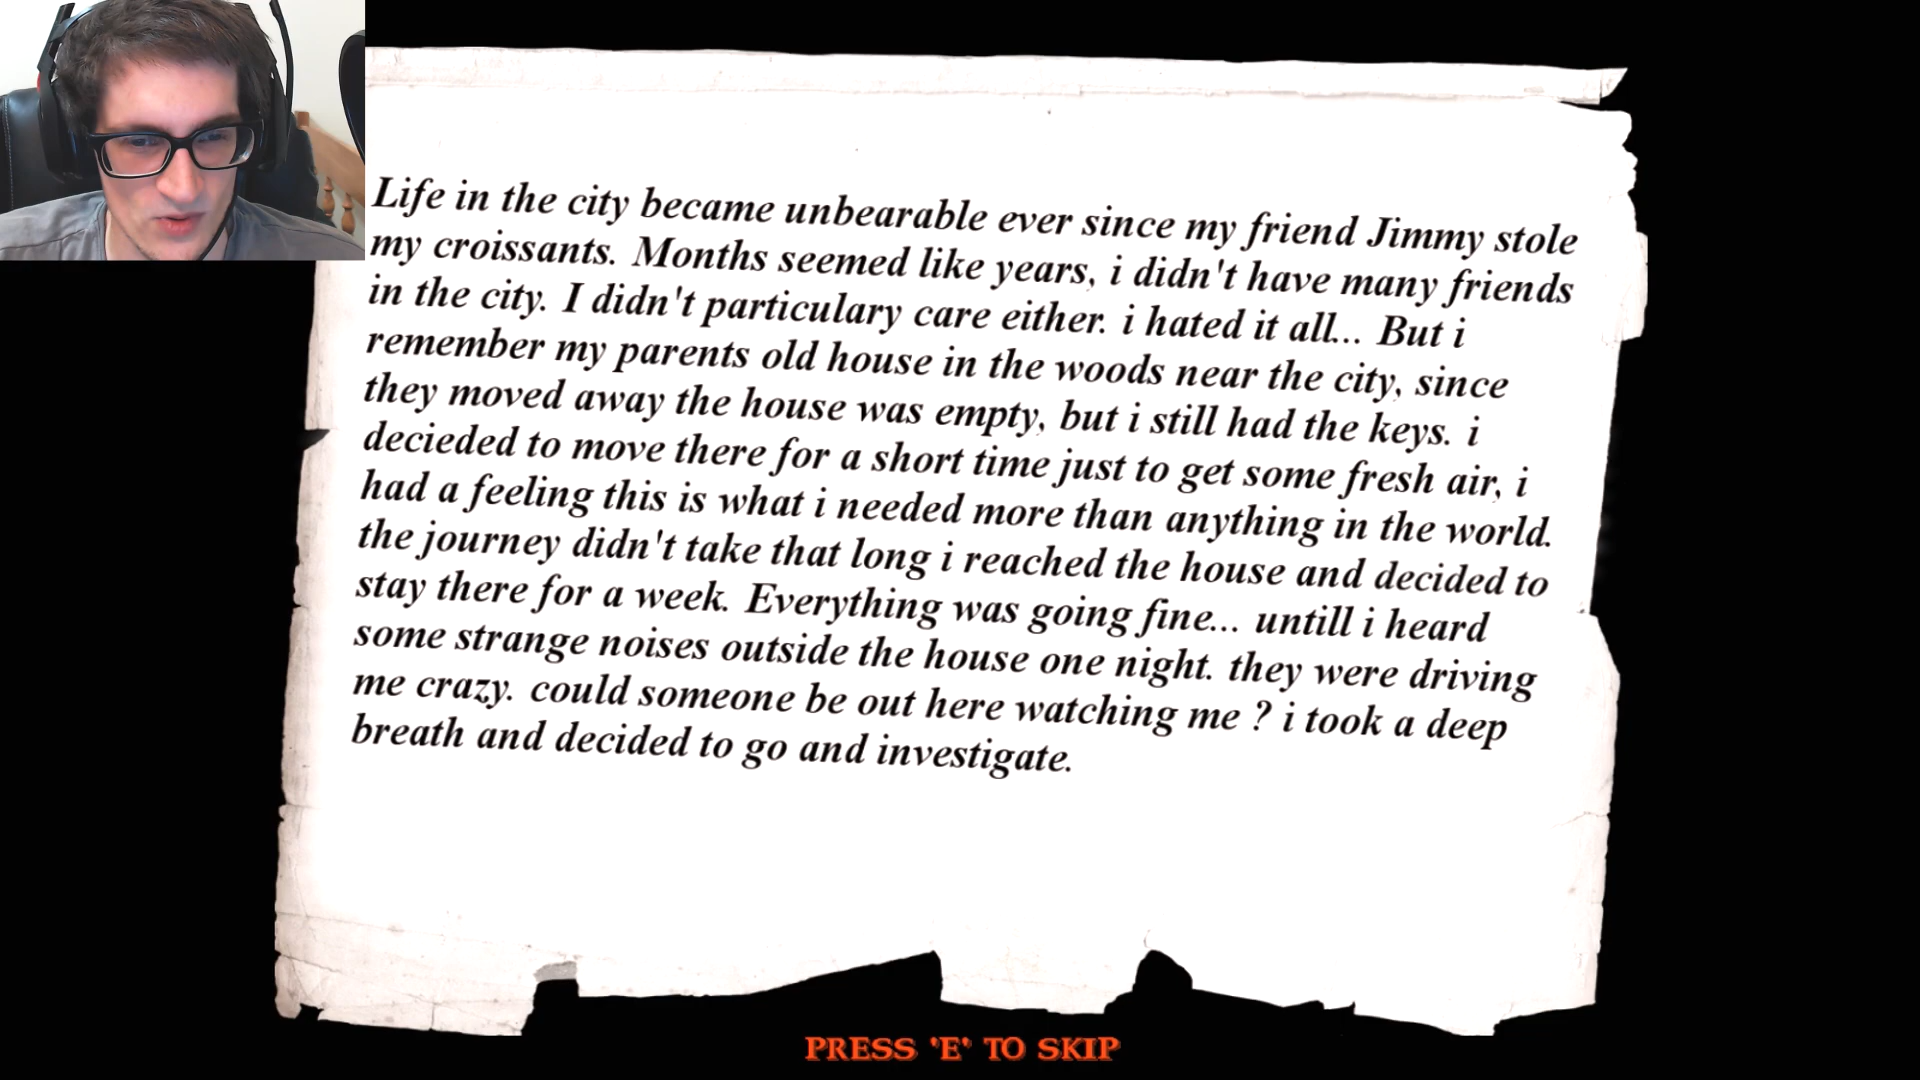 Life in the city became unbearable ever since my friend Jimmy stole
my croissants. Months seemed like years, i didn't have many friends
in the city. I didn't particulary care either. i hated it all... But i
remember my parents old house in the woods near the city, since
they moved away the house was empty, but i still had the keys. i
decieded to move there for a short time just to get some fresh air, i
had a feeling this is what i needed more than anything in the world.
the journey didn't take that long i reached the house and decided to
stay there for a week. Everything was going fine... untill i heard
some strange noises outside the house one night. they were driving
me crazy. could someone be out here watching me ? i took a deep
breath and decided to go and investigate.
PRESS 'E' TO SKIP